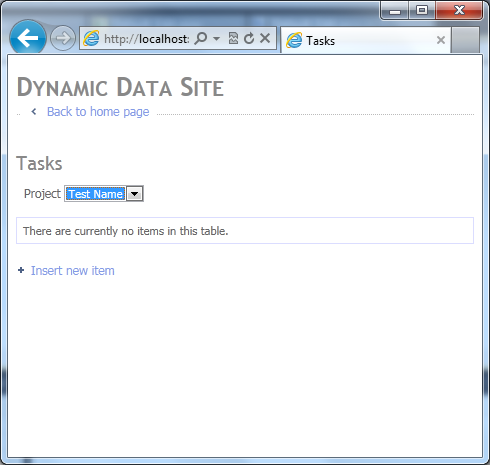 http://localhost:
Tasks
DYNAMIC DATA SITE
Back to home page
Tasks
Project Test Name
There are currently no items in this table.
Insert new item